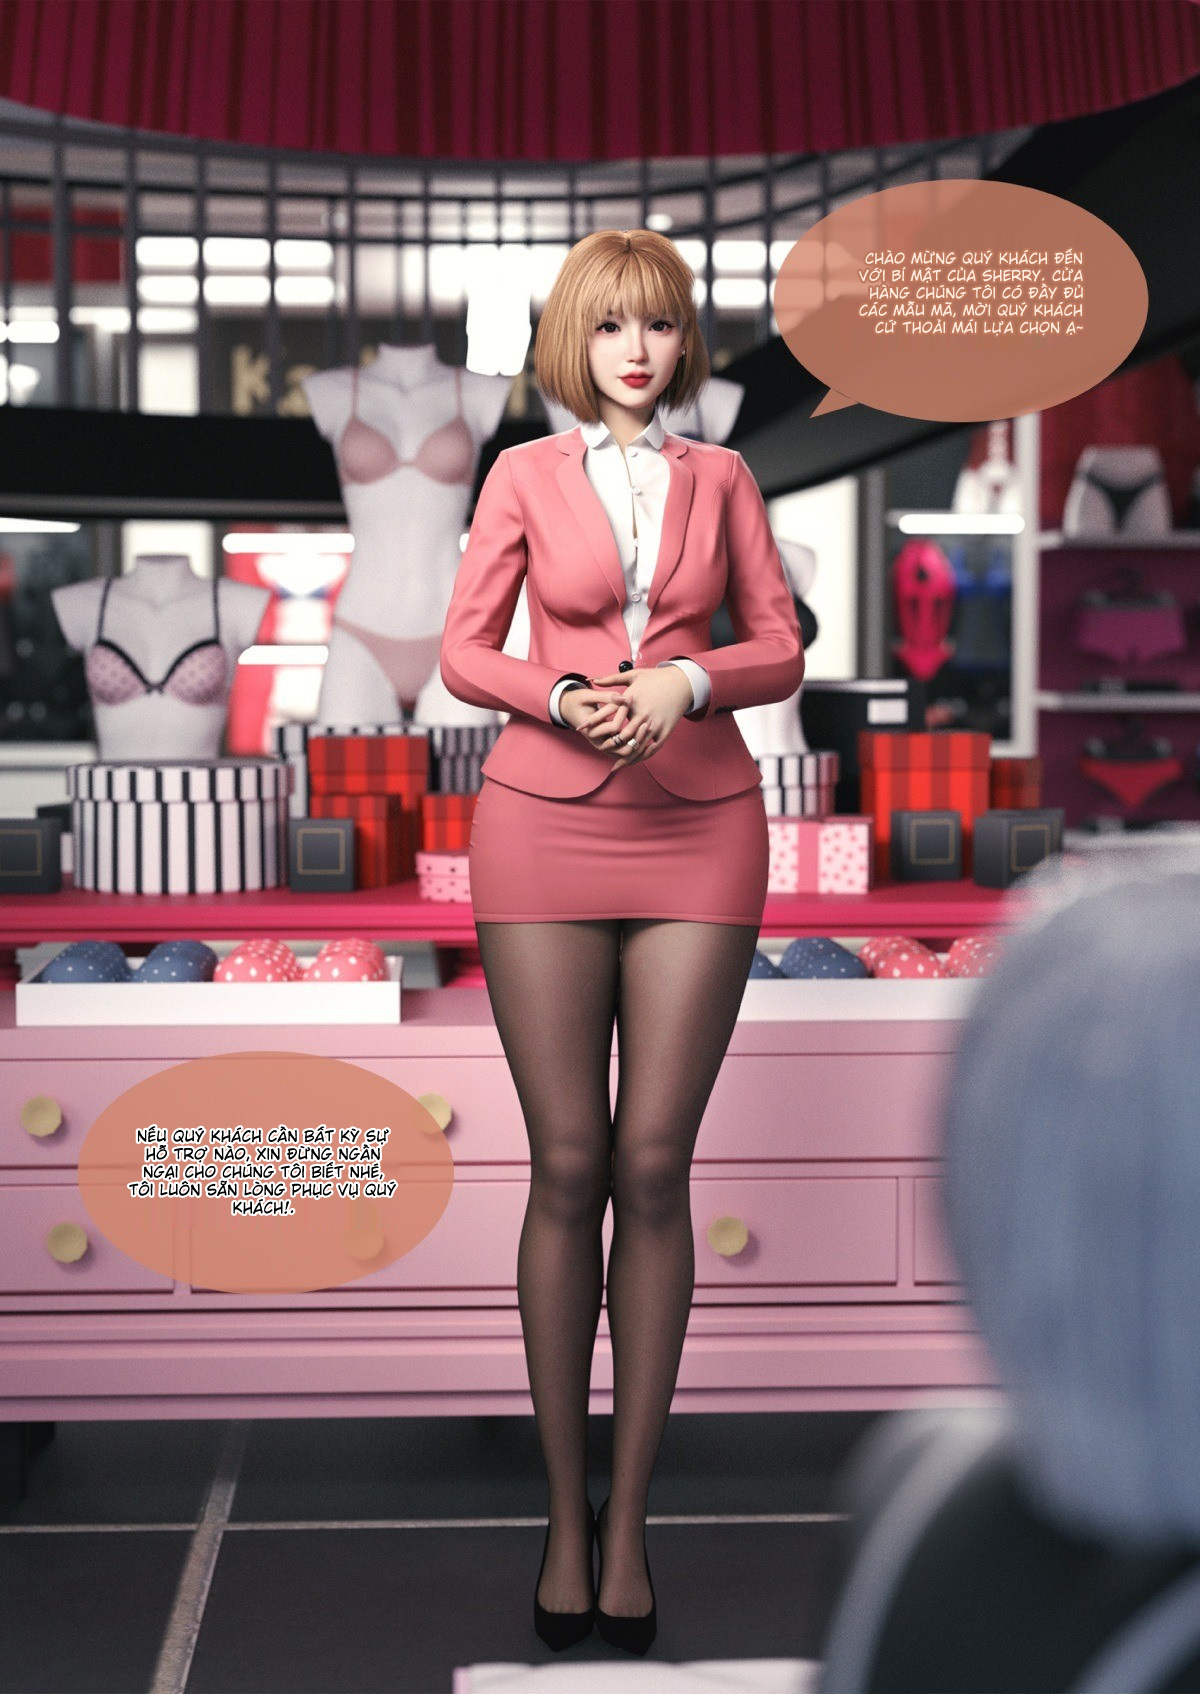 CHÀO MỪNG QUÝ KHÁCH ĐẾN
VỚI BÍ MẬT CỦA SHERRY. CỬA
HÀNG CHÚNG TÔI CÓ ĐẦY ĐỦ
CÁC MẪU MÃ, MỜI QUÝ KHÁCH
CỨ THOẢI MÁI LỰA CHỌN Ạ~
NẾU QUÝ KHÁCH CẦN BẤT KỲ SỰ
HỖ TRỢ NÀO, XIN ĐỪNG NGẦN
NGẠI CHO CHÚNG TÔI BIẾT NHÉ,
TÔI LUÔN SẴN LÒNG PHỤC VỤ QUÝ
KHÁCH!.